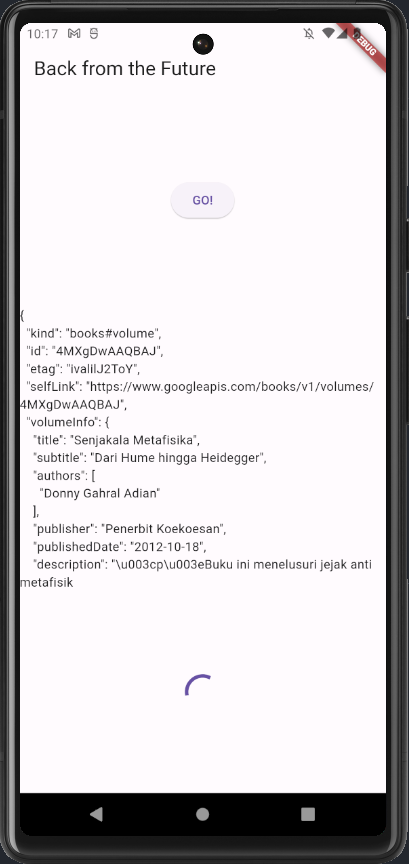 10:17
DEBUG
Back from the Future
GO!
{
"kind": "books#volume",
"id": "4MXgDwAAQBAJ",
"etag": "ivaliIJ2ToY",
"selfLink": "https://www.googleapis.com/books/v1/volumes/
4MXgDwAAQBAJ",
"volumeInfo": {
"title": "Senjakala Metafisika",
"subtitle": "Dari Hume hingga Heidegger",
"authors": [
"Donny Gahral Adian"
],
"publisher": "Penerbit Koekoesan",
"publishedDate": "2012-10-18",
"description": "\u003cp\u003eBuku ini menelusuri jejak anti
metafisik